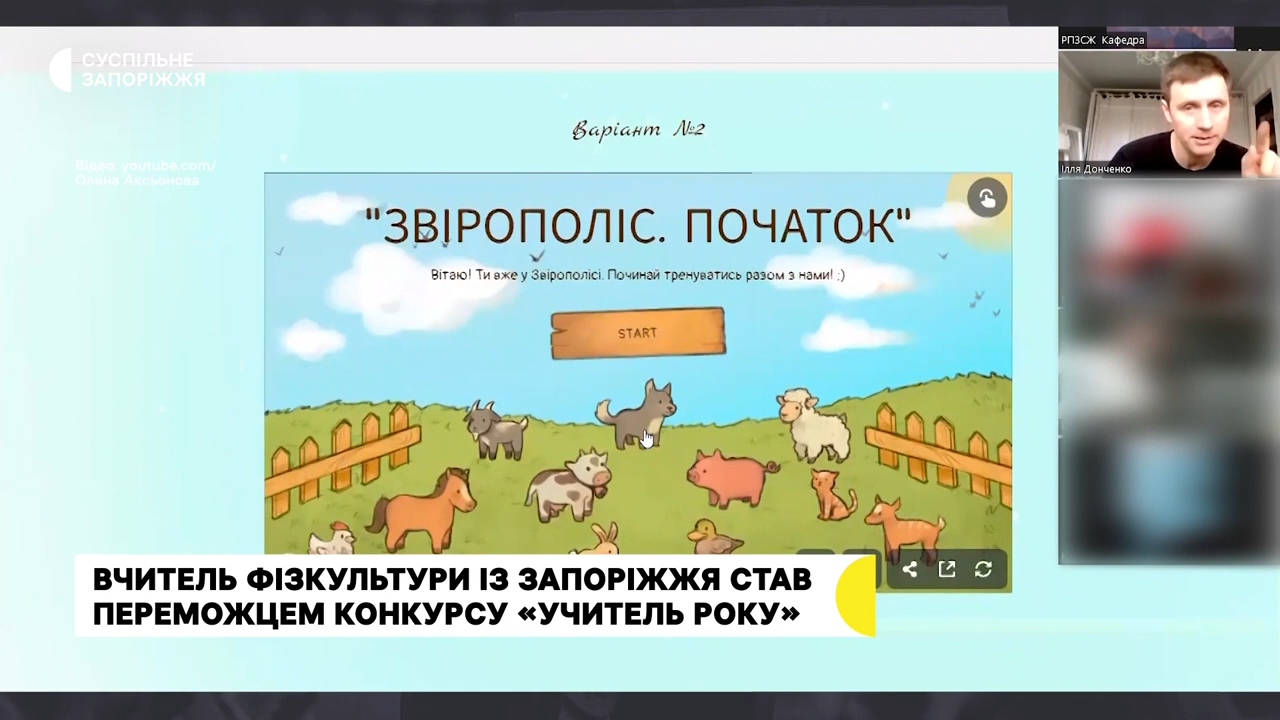 СУСПІЛЬНЕ
ЗАПОРІЖЖЯ
Відео: youtube.com/
Олена Аксьонова
РПЗСЖ Кафедра
Ілля Донченко
Варіант №2
"ЗВІРОПОЛІС. ПОЧАТОК"
Вітаю! Ти вже у Звірополісі. Починай тренуватись разом з нами! ;)
START
ВЧИТЕЛЬ ФІЗКУЛЬТУРИ ІЗ ЗАПОРІЖЖЯ СТАВ
ПЕРЕМОЖЦЕМ КОНКУРСУ «УЧИТЕЛЬ РОКУ»